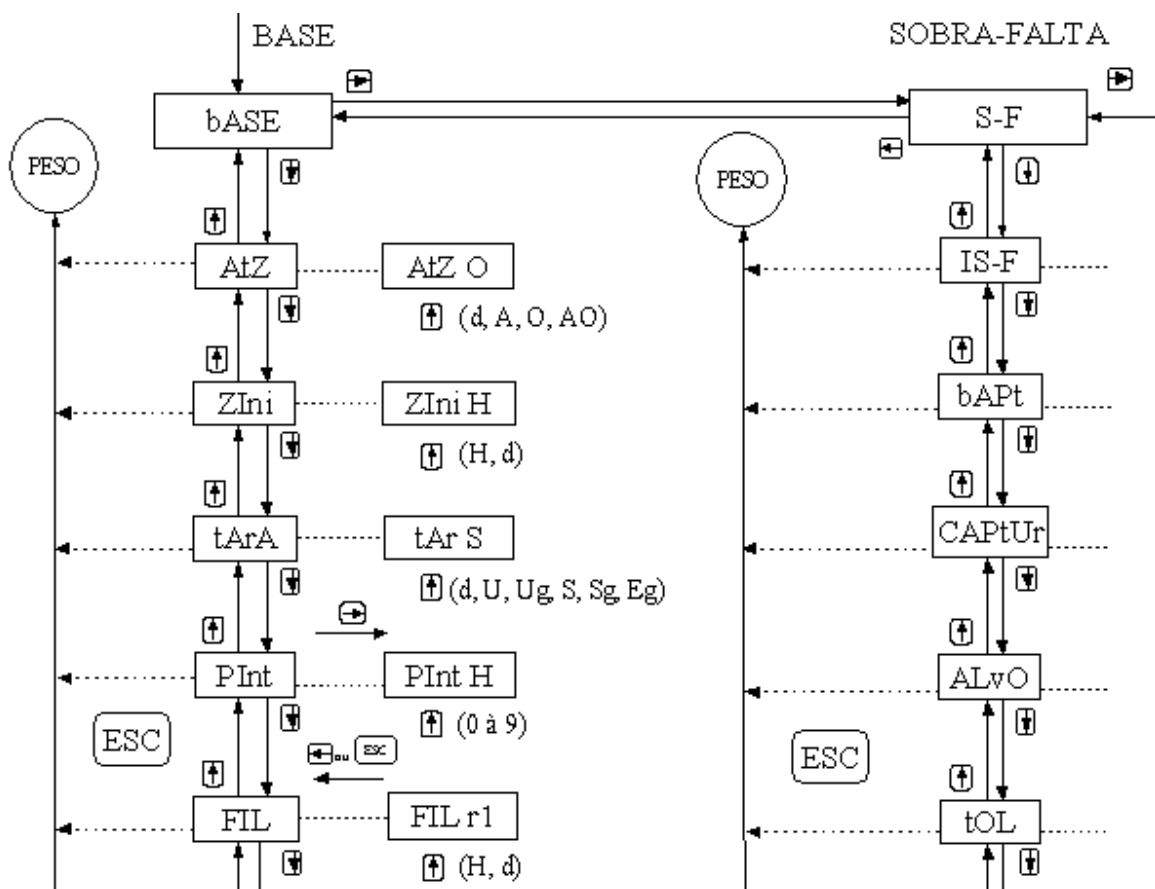 BASE
SOBRA-FALTA
bASE
S-F
PESO
PESO
AtZ
AtZ O
IS-F
(d, A, O, AO)
ZIni
ZIni H
bAPt
(H, d)
tArA
tAr S
CAPtUr
(d, U, Ug, S, Sg, Eg)
PInt
PInt H
ALvO
(0 à 9)
ESC
ou ESC
ESC
FIL
FIL r1
tOL
(H, d)